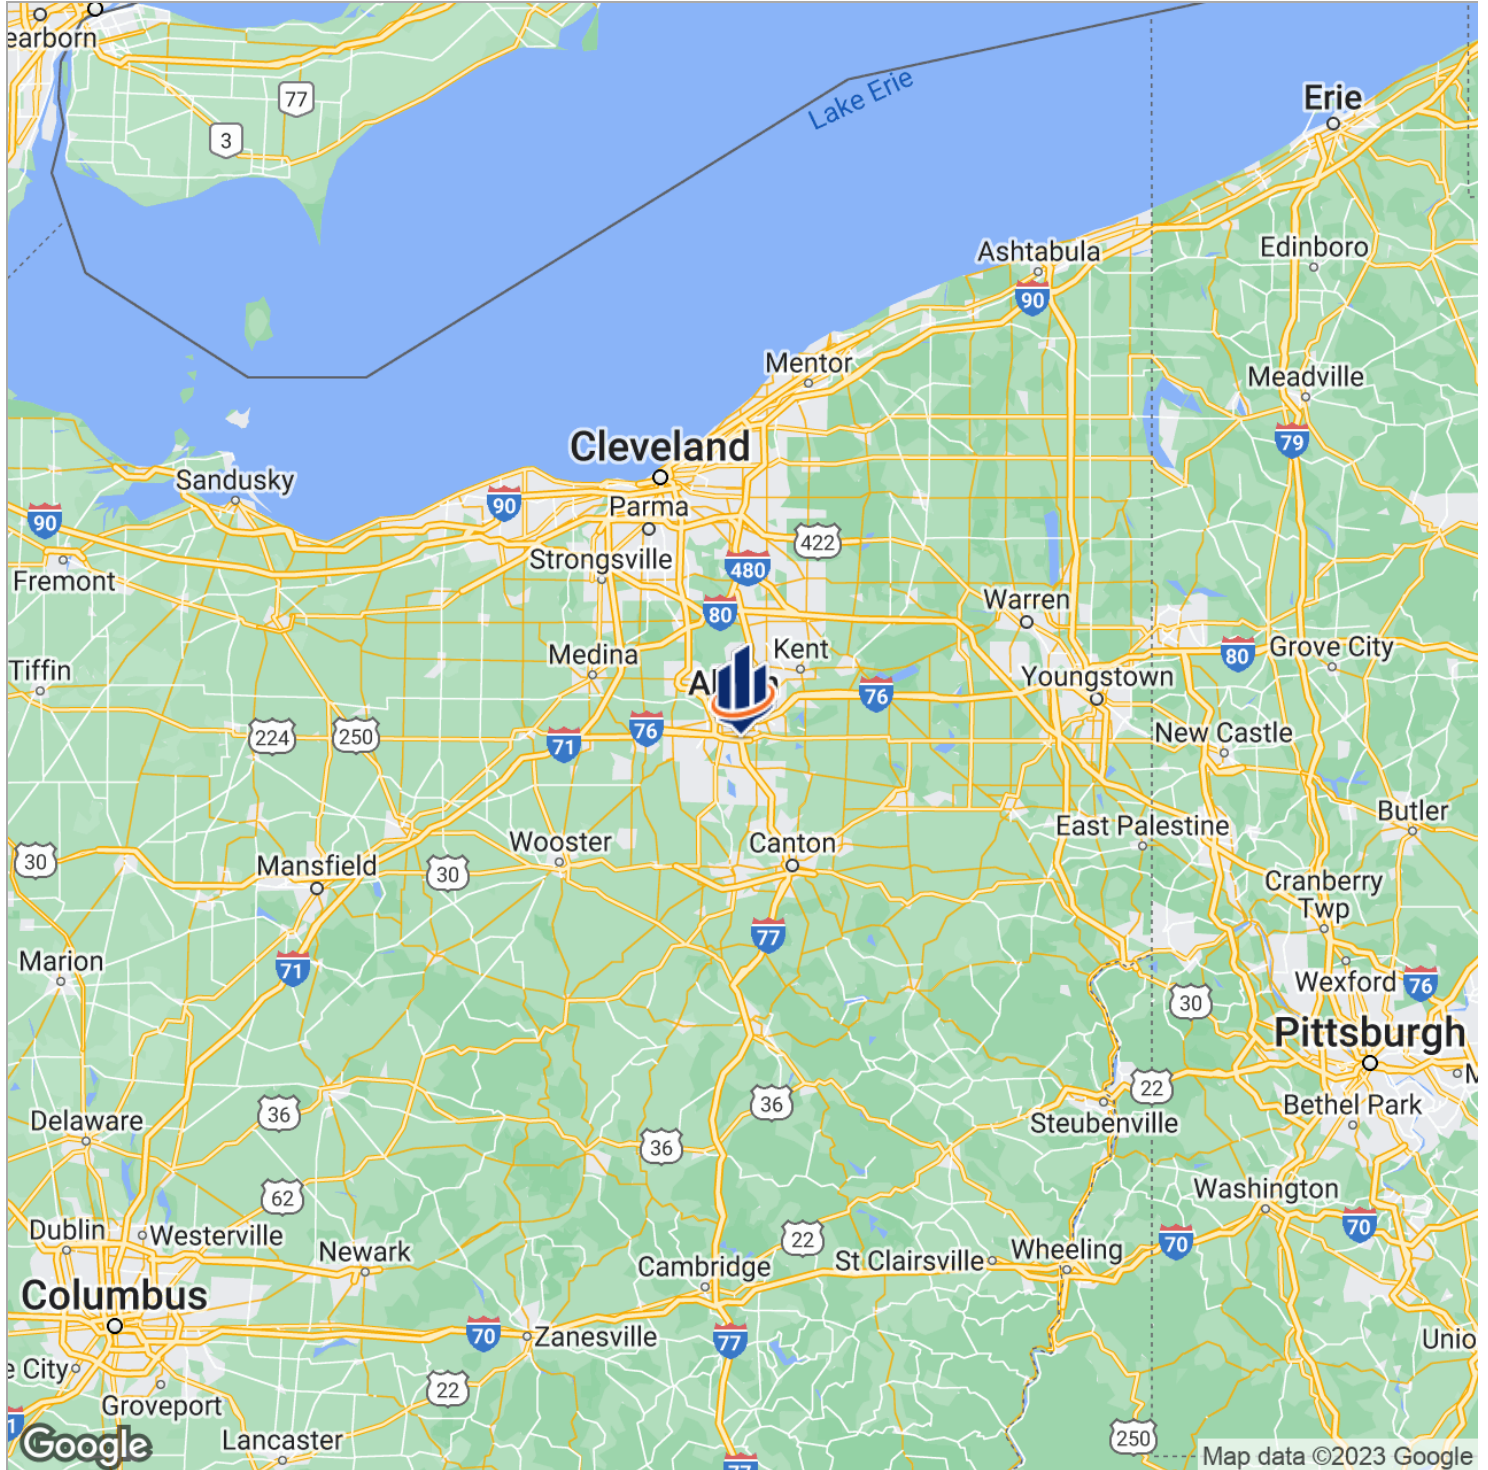 earborn
77
3
Lake Erie
Erie
Ashtabula
Edinboro
90
Mentor
Meadville
79
Cleveland
Sandusky
90
90
Parma
422
Strongsville
480
Fremont
80
Warren
Kent
Grove City
Medina
80
Tiffin
Youngstown
76
76
224
250
71
New Castle
Butler
East Palestine
Wooster
Canton
30
Mansfield
30
Cranberry
Twp
77
Marion
71
Wexford
76
30
Pittsburgh
22
M
36
36
Bethel Park
Delaware
Steubenville
36
62
Washington
Dublin
Westerville
70
22
70
Newark
St Clairsville
Wheeling
Cambridge
Columbus
70
Zanesville
77
Unio
e City
22
Groveport
1
Lancaster
250
Google
77
Map data ©2023 Google